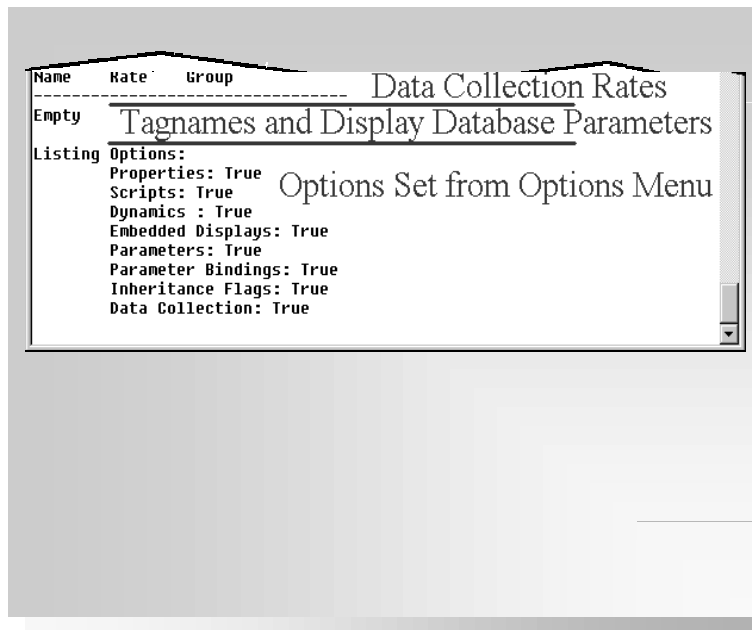 Name Rate Group
---------------------------------- Data Collection Rates
Empty Tagnames and Display Database Parameters
Listing Options:
Properties: True
Scripts: True Options Set from Options Menu
Dynamics : True
Embedded Displays: True
Parameters: True
Parameter Bindings: True
Inheritance Flags: True
Data Collection: True